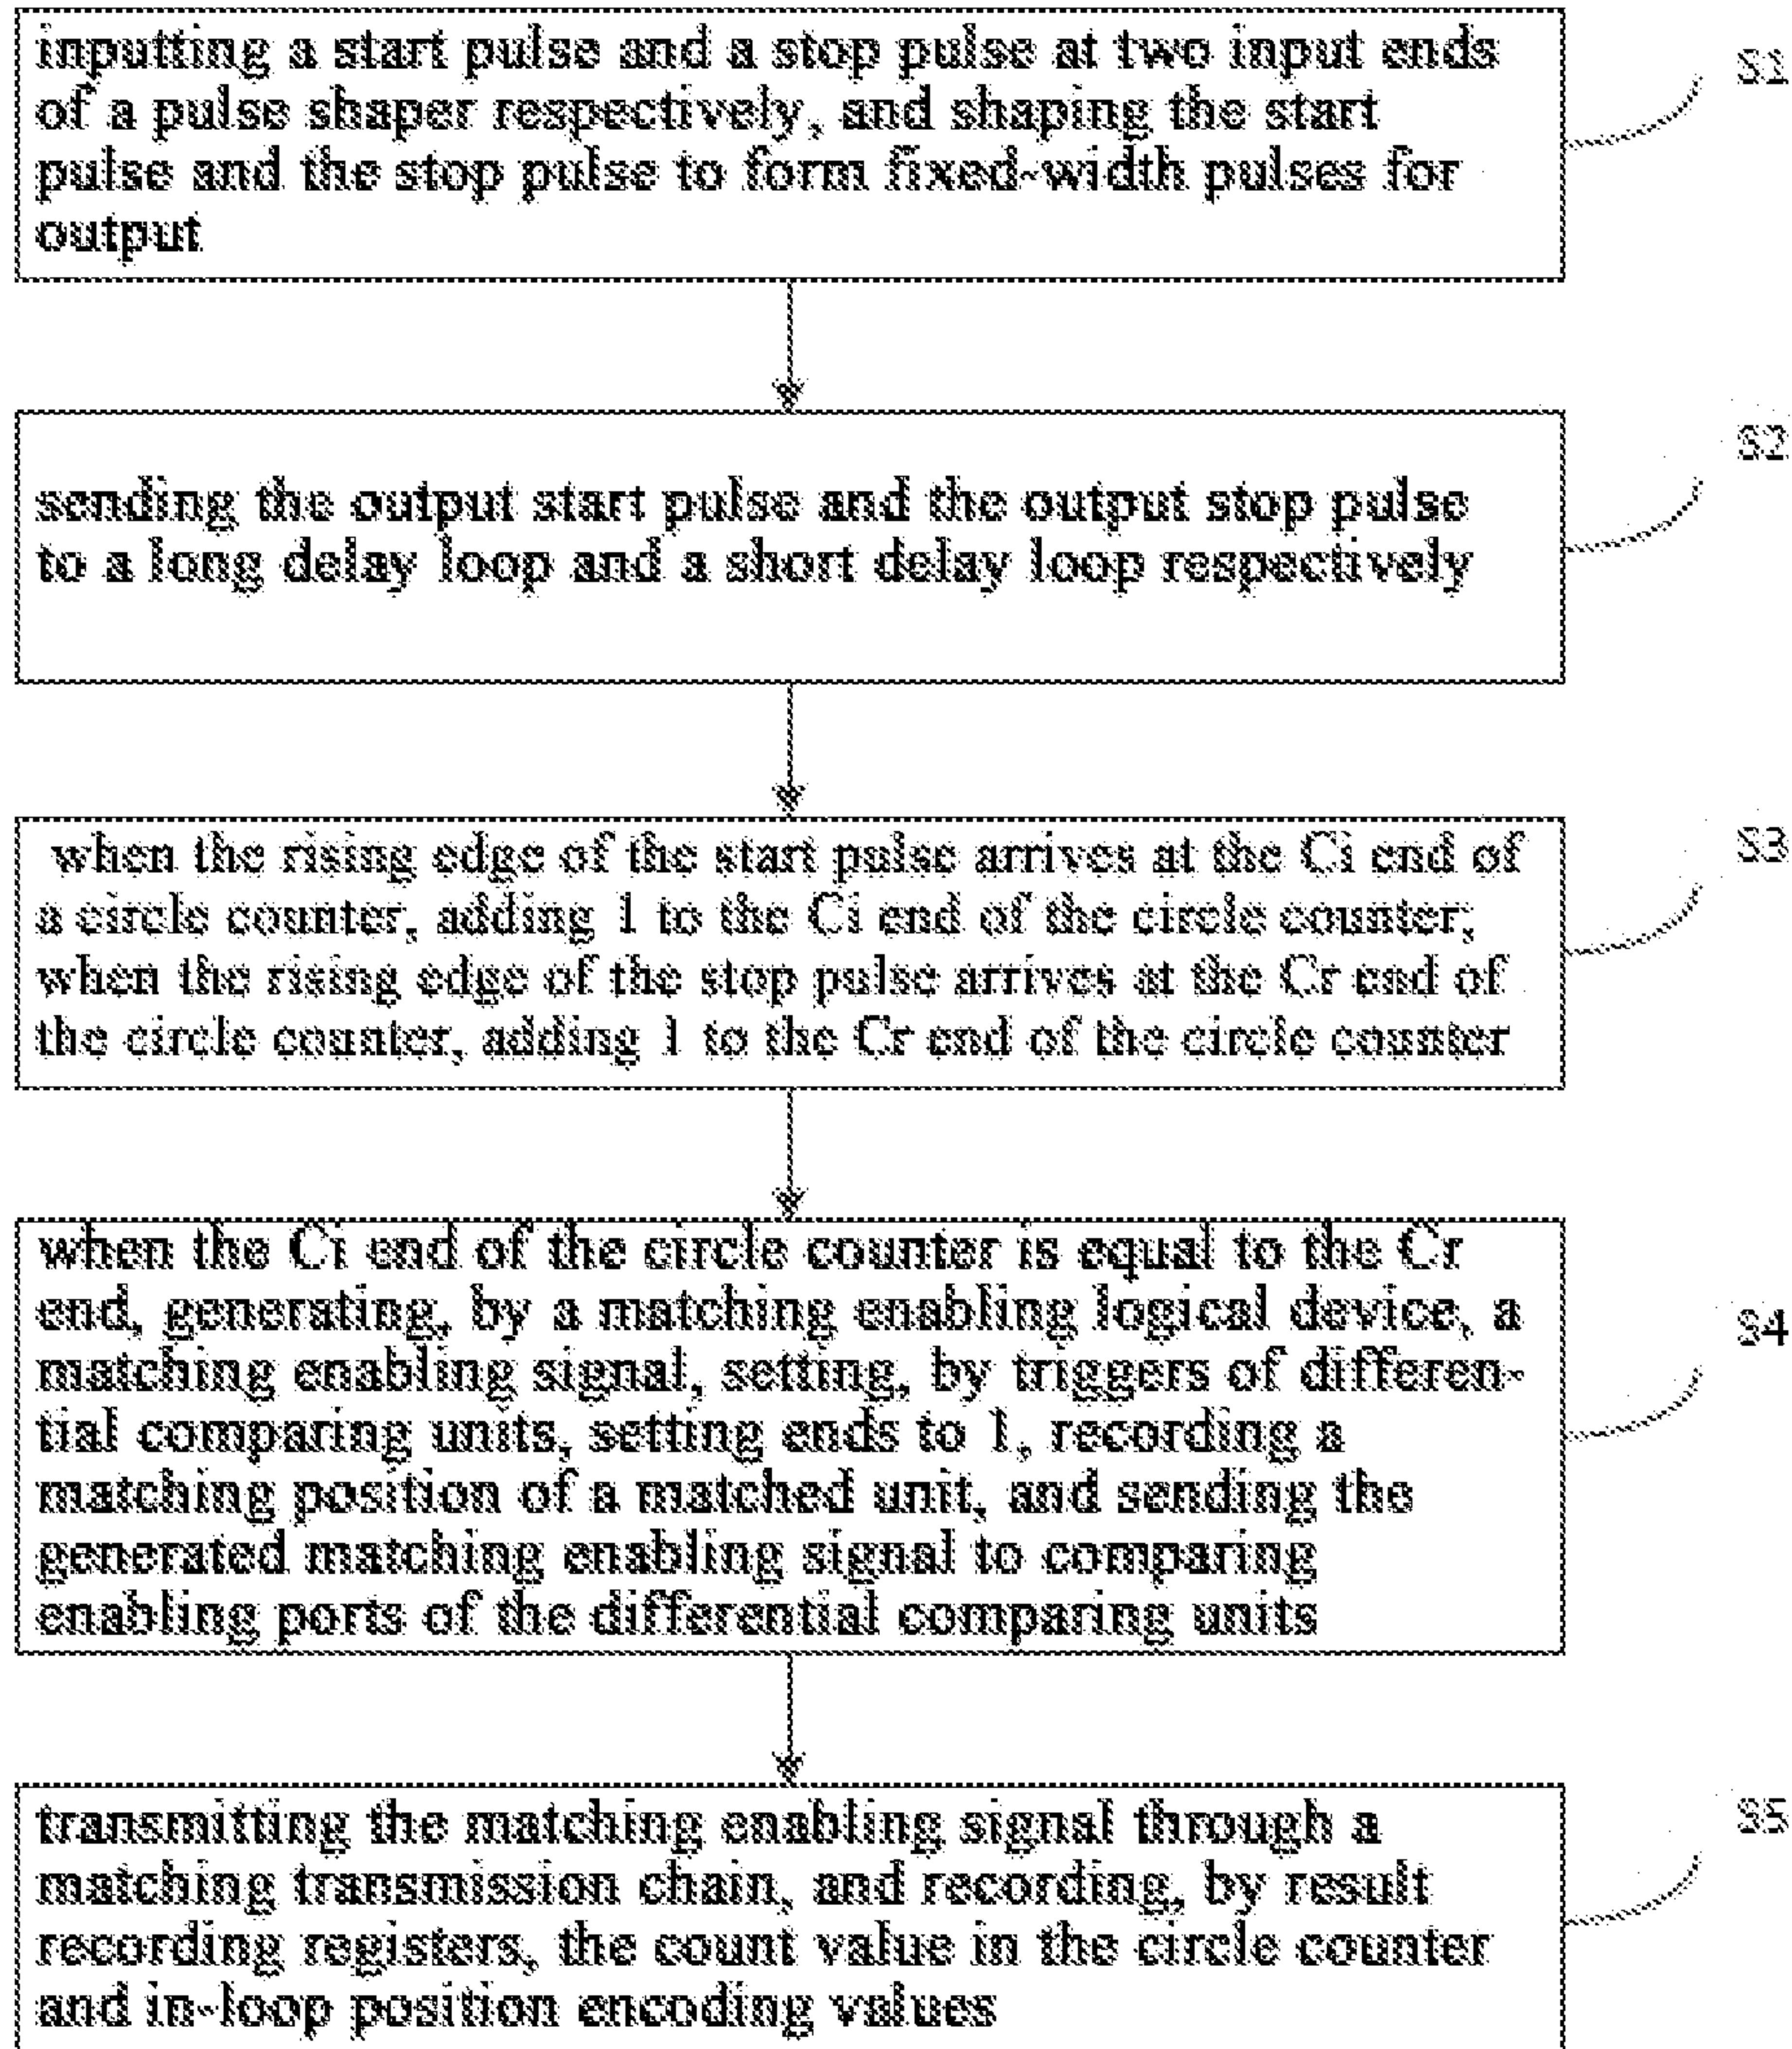 inputting a start pulse and a stop pulse at two input ends
of a pulse shaper respectively, and shaping the start
pulse and the stop pulse to form fixed-width pulses for
output
S1
sending the output start pulse and the output stop pulse
to a long delay loop and a short delay loop respectively
S2
when the rising edge of the start pulse arrives at the Ci end of
a circle counter, adding 1 to the Ci end of the circle counter;
when the rising edge of the stop pulse arrives at the Cr end of
the circle counter, adding 1 to the Cr end of the circle counter
S3
when the Ci end of the circle counter is equal to the Cr
end, generating, by a matching enabling logical device, a
matching enabling signal, setting, by triggers of differen-
tial comparing units, setting ends to 1, recording a
matching position of a matched unit, and sending the
generated matching enabling signal to comparing
enabling ports of the differential comparing units
S4
transmitting the matching enabling signal through a
matching transmission chain, and recording, by result
recording registers, the count value in the circle counter
and in-loop position encoding values
S5